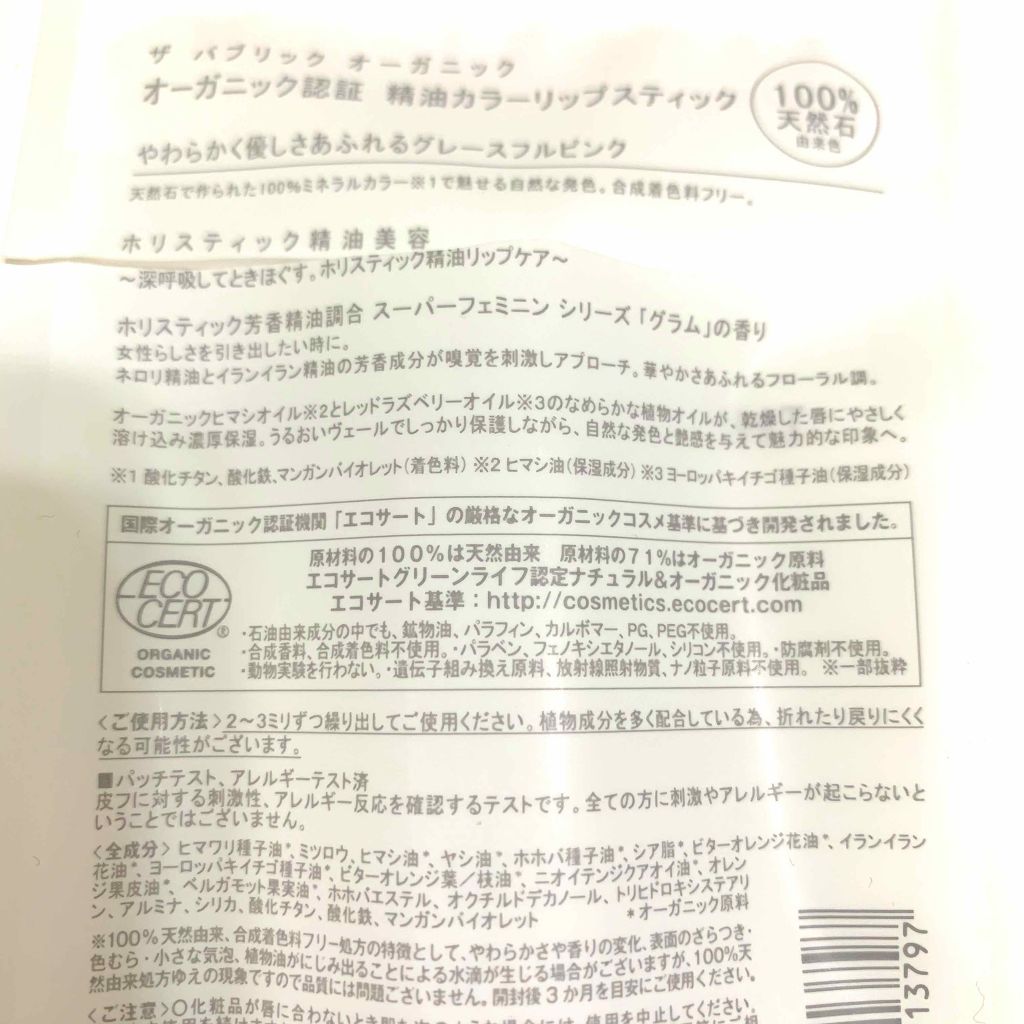 ザ パブリック オーガニック
オーガニック認証 精油カラーリップスティック
100%
天然石
由来色
やわらかく優しさあふれるグレースフルピンク
天然石で作られた100%ミネラルカラー※1で魅せる自然な発色。合成着色料フリー。
ホリスティック精油美容
～深呼吸してときほぐす。ホリスティック精油リップケア～
ホリスティック芳香精油調合 スーパーフェミニン シリーズ「グラム」の香り
女性らしさを引き出したい時に。
ネロリ精油とイランイラン精油の芳香成分が嗅覚を刺激しアプローチ。華やかさあふれるフローラル調。
オーガニックヒマシオイル※2とレッドラズベリーオイル※3のなめらかな植物オイルが、乾燥した唇にやさしく
溶け込み濃厚保湿。うるおいヴェールでしっかり保護しながら、自然な発色と艶感を与えて魅力的な印象へ。
※1 酸化チタン、酸化鉄、マンガンバイオレット（着色料） ※2 ヒマシ油（保湿成分） ※3 ヨーロッパキイチゴ種子油（保湿成分）
国際オーガニック認証機関「エコサート」の厳格なオーガニックコスメ基準に基づき開発されました。
ECO
CERT
®
ORGANIC
COSMETIC
原材料の100%は天然由来 原材料の71%はオーガニック原料
エコサートグリーンライフ認定ナチュラル&オーガニック化粧品
エコサート基準：http://cosmetics.ecocert.com
・石油由来成分の中でも、鉱物油、パラフィン、カルボマー、PG、PEG不使用。
・合成香料、合成着色料不使用。・パラベン、フェノキシエタノール、シリコン不使用。・防腐剤不使用。
・動物実験を行わない。・遺伝子組み換え原料、放射線照射物質、ナノ粒子原料不使用。 ※一部抜粋
＜ご使用方法＞2～3ミリずつ繰り出してご使用ください。植物成分を多く配合している為、折れたり戻りにくく
なる可能性がございます。
■パッチテスト、アレルギーテスト済
皮フに対する刺激性、アレルギー反応を確認するテストです。全ての方に刺激やアレルギーが起こらないと
いうことではございません。
＜全成分＞ヒマワリ種子油*、ミツロウ、ヒマシ油*、ヤシ油*、ホホバ種子油*、シア脂*、ビターオレンジ花油*、イランイラン
花油*、ヨーロッパキイチゴ種子油*、ビターオレンジ葉／枝油*、ニオイテンジクアオイ油*、オレン
ジ果皮油*、ベルガモット果実油*、ホホバエステル、オクチルドデカノール、トリヒドロキシステアリ
ン、アルミナ、シリカ、酸化チタン、酸化鉄、マンガンバイオレット *オーガニック原料
※100%天然由来、合成着色料フリー処方の特徴として、やわらかさや香りの変化、表面のざらつき・
色むら・小さな気泡、植物油がにじみ出ることによる水滴が生じる場合がございますが、100%天
然由来処方ゆえの現象ですので品質には問題ございません。開封後3か月を目安にご使用ください。
＜ご注意＞〇化粧品が唇に合わないとき即ち次のような場合には、使用を中止してください。
13797